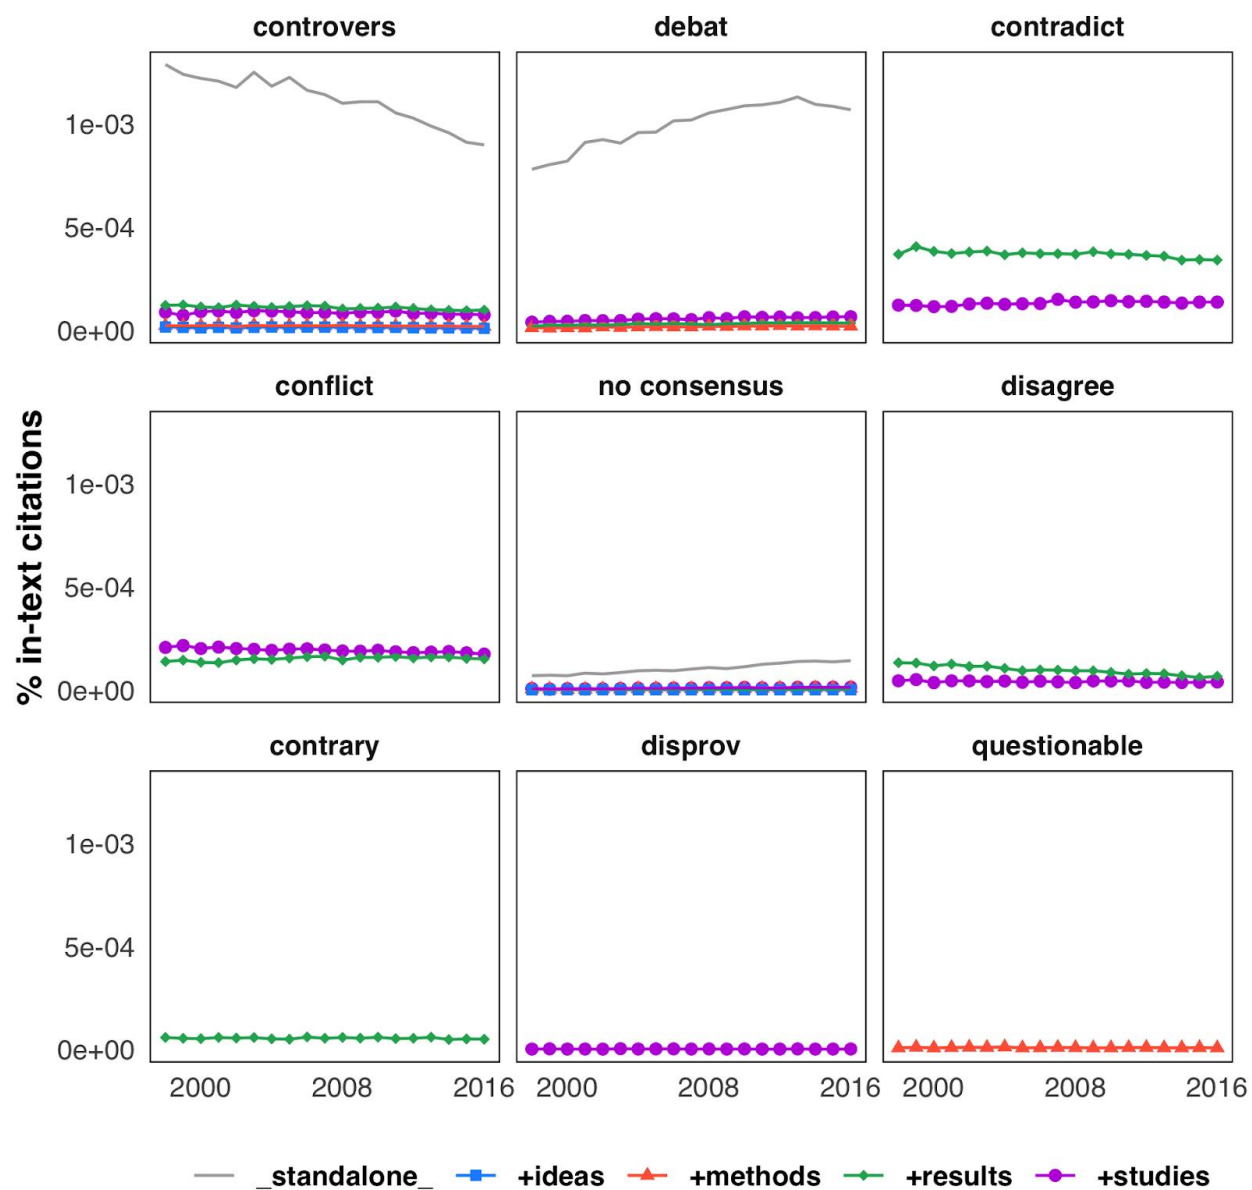 controvers debat contradict
1e-03
5e-04
0e+00
conflict no consensus disagree
1e-03
5e-04
0e+00
% in-text citations
contrary disprov questionable
1e-03
5e-04
0e+00
2000 2008 2016 2000 2008 2016 2000 2008 2016
_standalone_ +ideas +methods +results +studies